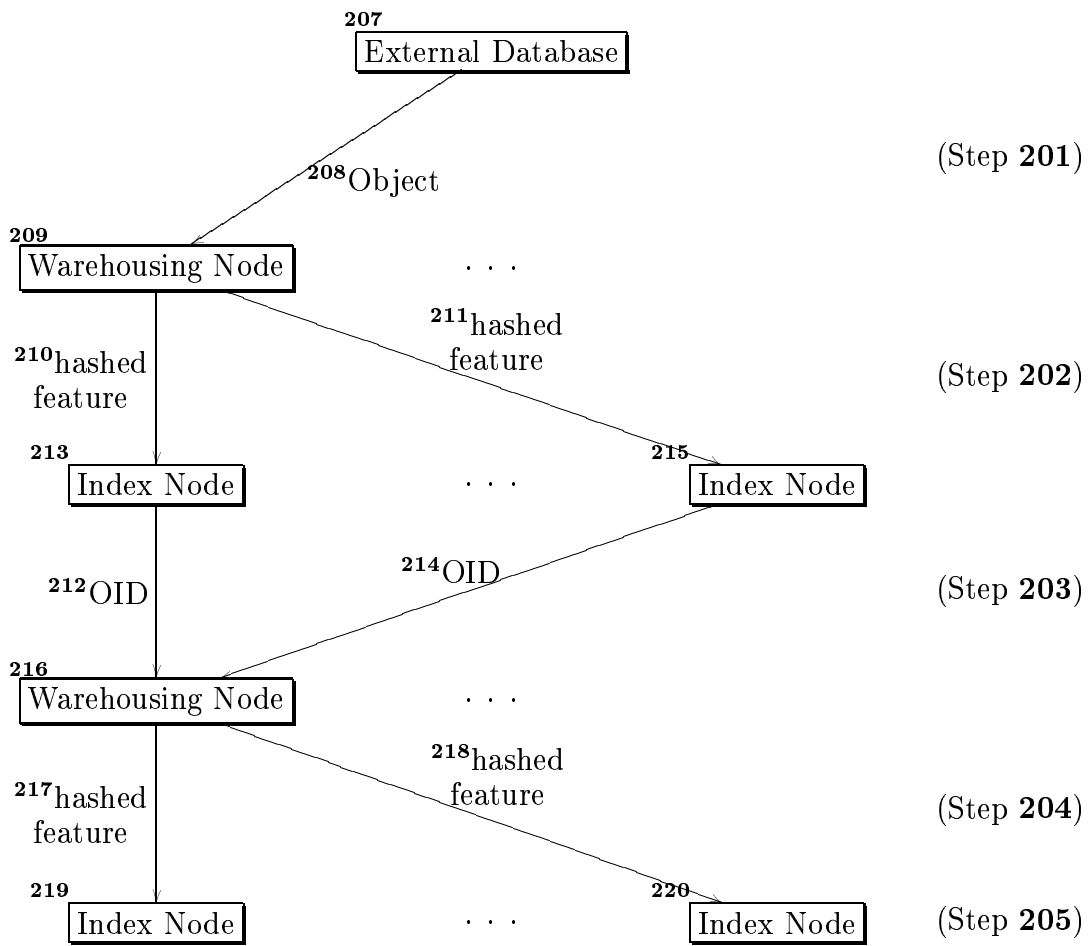 207
External Database
(Step 201)
208Object
209
Warehousing Node
. . .
211hashed
feature
210hashed
feature
(Step 202)
213
Index Node
. . .
215
Index Node
214OID
212OID
(Step 203)
216
Warehousing Node
. . .
218hashed
feature
217hashed
feature
(Step 204)
219
Index Node
. . .
220
Index Node
(Step 205)